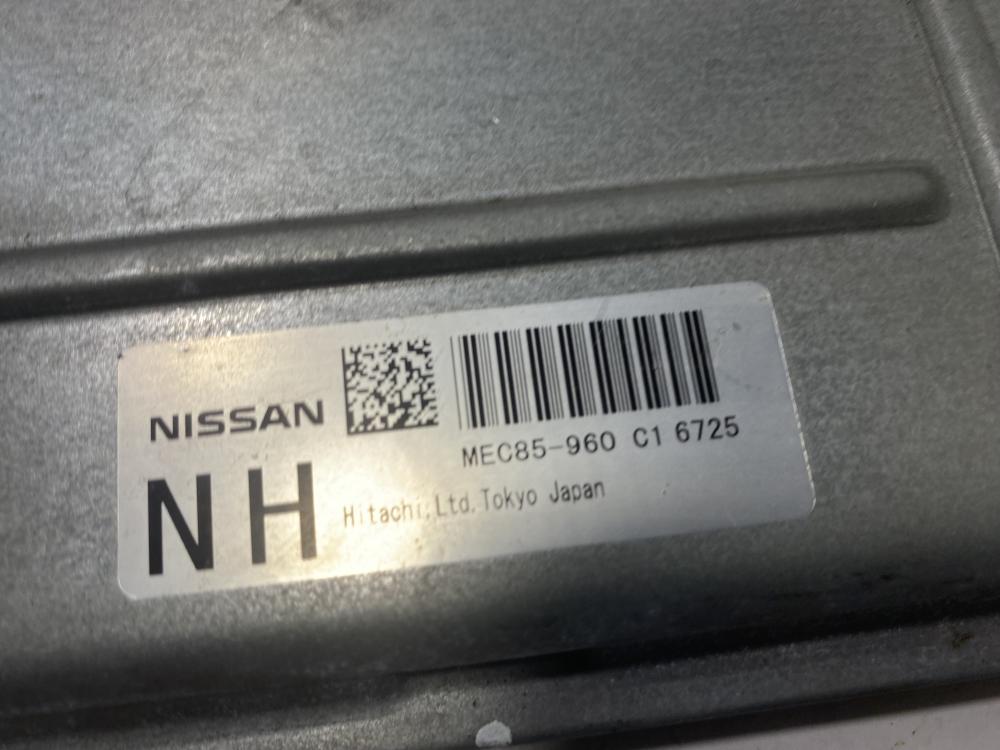 NISSAN
MEC85-960 C1 6725
NH
Hitachi,Ltd.Tokyo Japan